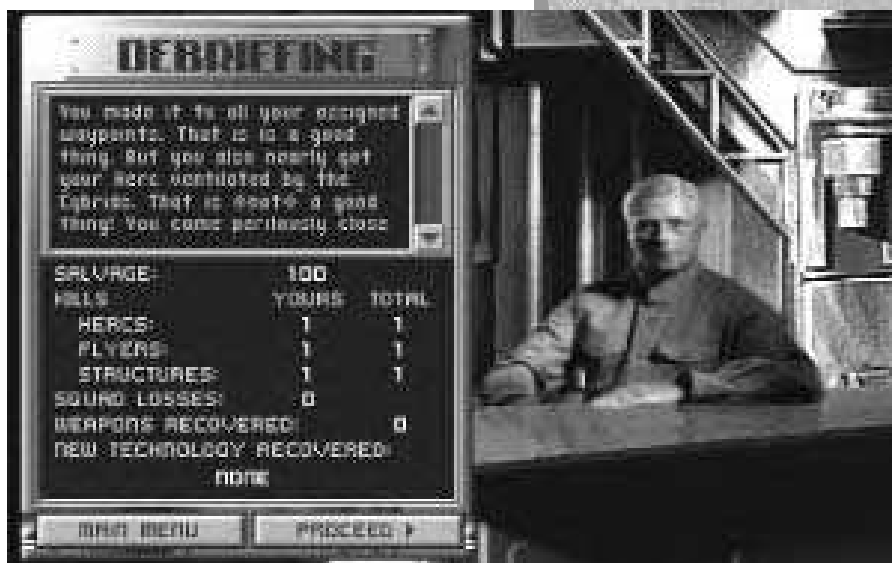 DEBRIEFING
You made it to all your assigned
waypoints. That is is a good
thing. But you also nearly got
your Herc ventilated by the
Cybrids. That is a good
thing! You came perilously close
SALVAGE: 100
KILLS YOURS TOTAL
HERCS: 1 1
FLYERS: 1 1
STRUCTURES: 1 1
SQUAD LOSSES: 0
WEAPONS RECOVERED: 0
NEW TECHNOLOGY RECOVERED:
NONE
MAIN MENU PROCEED